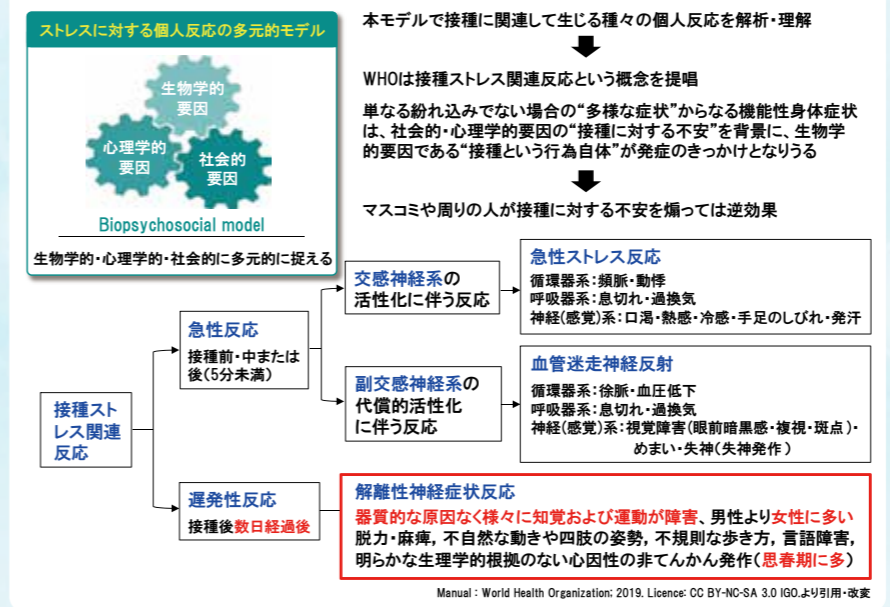 ストレスに対する個人反応の多元的モデル
生物学的
要因
心理学的
要因
社会的
要因
Biopsychosocial model
生物学的・心理学的・社会的に多元的に捉える
本モデルで接種に関連して生じる種々の個人反応を解析・理解
WHOは接種ストレス関連反応という概念を提唱
単なる紛れ込みでない場合の“多様な症状”からなる機能性身体症状
は、社会的・心理学的要因の“接種に対する不安”を背景に、生物学
的要因である“接種という行為自体”が発症のきっかけとなりうる
マスコミや周りの人が接種に対する不安を煽っては逆効果
接種スト
レス関連
反応
急性反応
接種前・中または
後(5分未満)
交感神経系の
活性化に伴う反応
急性ストレス反応
循環器系：頻脈・動悸
呼吸器系：息切れ・過換気
神経(感覚)系：口渇・熱感・冷感・手足のしびれ・発汗
副交感神経系の
代償的活性化
に伴う反応
血管迷走神経反射
循環器系：徐脈・血圧低下
呼吸器系：息切れ・過換気
神経(感覚)系：視覚障害(眼前暗黒感・複視・斑点)・
めまい・失神(失神発作)
遅発性反応
接種後数日経過後
解離性神経症状反応
器質的な原因なく様々に知覚および運動が障害、男性より女性に多い
脱力・麻痺，不自然な動きや四肢の姿勢，不規則な歩き方，言語障害，
明らかな生理学的根拠のない心因性の非てんかん発作(思春期に多)
Manual : World Health Organization; 2019. Licence: CC BY-NC-SA 3.0 IGO.より引用・改変